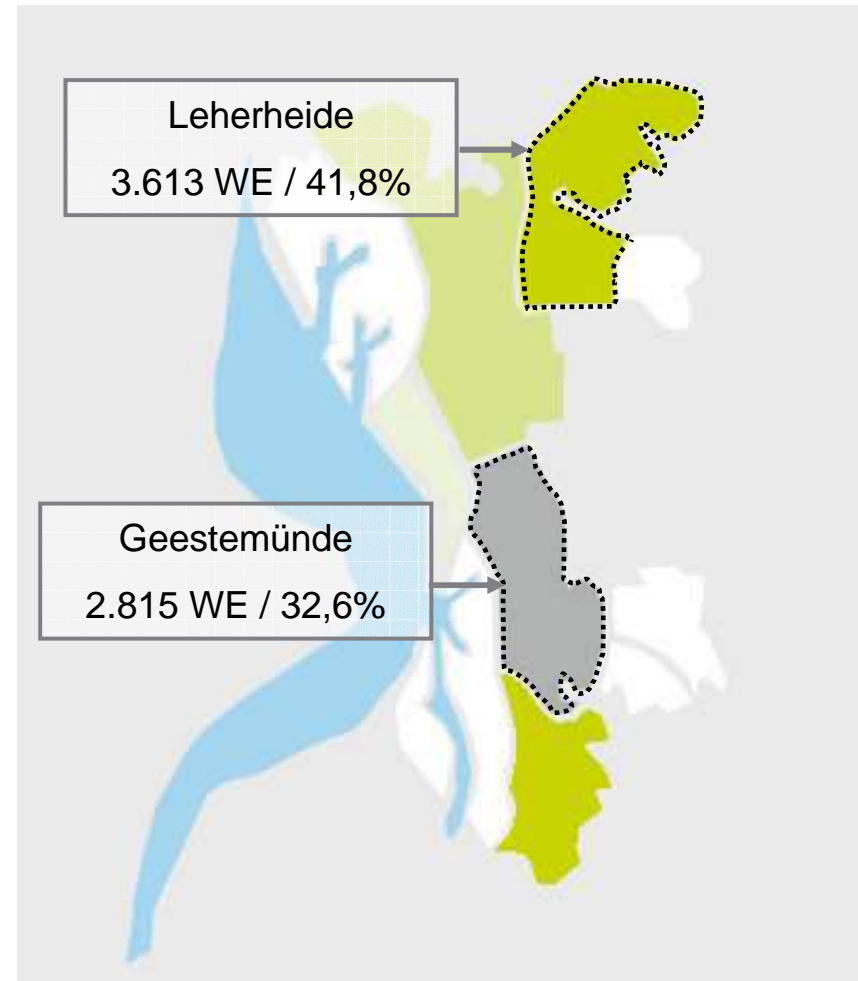 Leherheide
3.613 WE / 41,8%
Geestemünde
2.815 WE / 32,6%